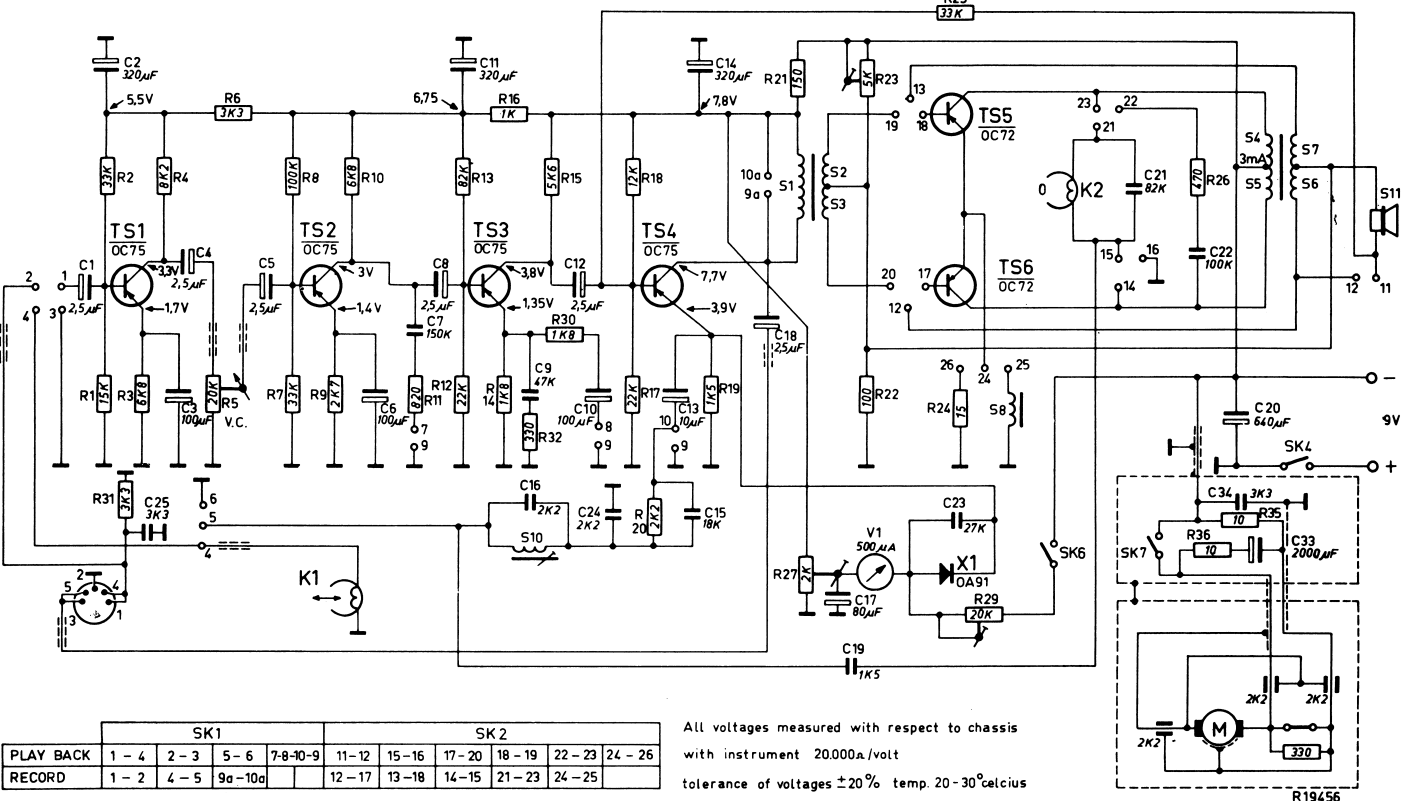 33K
C2
320µF
C11
320µF
C14
320µF
R21
150
5K
R23
13
5,5V
R6
3K3
6,75
R16
1K
7,8V
19
18
TS5
OC72
23
22
21
33K
R2
8K2
R4
100K
R8
6K8
R10
82K
R13
5K6
R15
12K
R18
10a
9a
S1
S2
S3
0
K2
C21
82K
470
R26
S4
3mA
S5
S7
S6
S11
TS1
OC75
TS2
OC75
TS3
OC75
TS4
OC75
C4
3,3V
2,5µF
2
1
C1
2,5µF
4
3
1,7V
C5
2,5µF
3V
1,4V
C8
2,5µF
3,8V
1,35V
C12
2,5µF
7,7V
3,9V
20
17
12
TS6
OC72
15
16
14
C22
100K
12
11
C7
150K
R30
1K8
C18
2,5µF
C9
47K
R1
15K
R3
6K8
C3
100µF
20K
R5
V.C.
R7
33K
R9
2K7
C6
100µF
820
R11
R12
22K
R14
1K8
330
R32
C10
100µF
22K
R17
C13
10µF
1K5
R19
100
R22
26
24
25
R24
15
S8
C20
640µF
−
9V
+
SK4
7
9
8
9
10
9
R31
3K3
C25
3K3
6
5
4
C16
2K2
S10
C24
2K2
R20
2K2
C15
18K
C23
27K
V1
500µA
X1
OA91
R27
2K
C17
80µF
R29
20K
SK6
C34
3K3
R35
10
R36
10
C33
2000µF
SK7
K1
2
5
4
3
1
C19
1K5
2K2
2K2
2K2
M
330
SK1
SK2
PLAY BACK 1 – 4 2 – 3 5 – 6 7-8-10-9 11–12 15–16 17–20 18–19 22–23 24–26
RECORD 1 – 2 4 – 5 9a–10a 12–17 13–18 14–15 21–23 24–25
All voltages measured with respect to chassis
with instrument 20.000Ω/volt
tolerance of voltages ±20% temp. 20-30°celcius
R19456